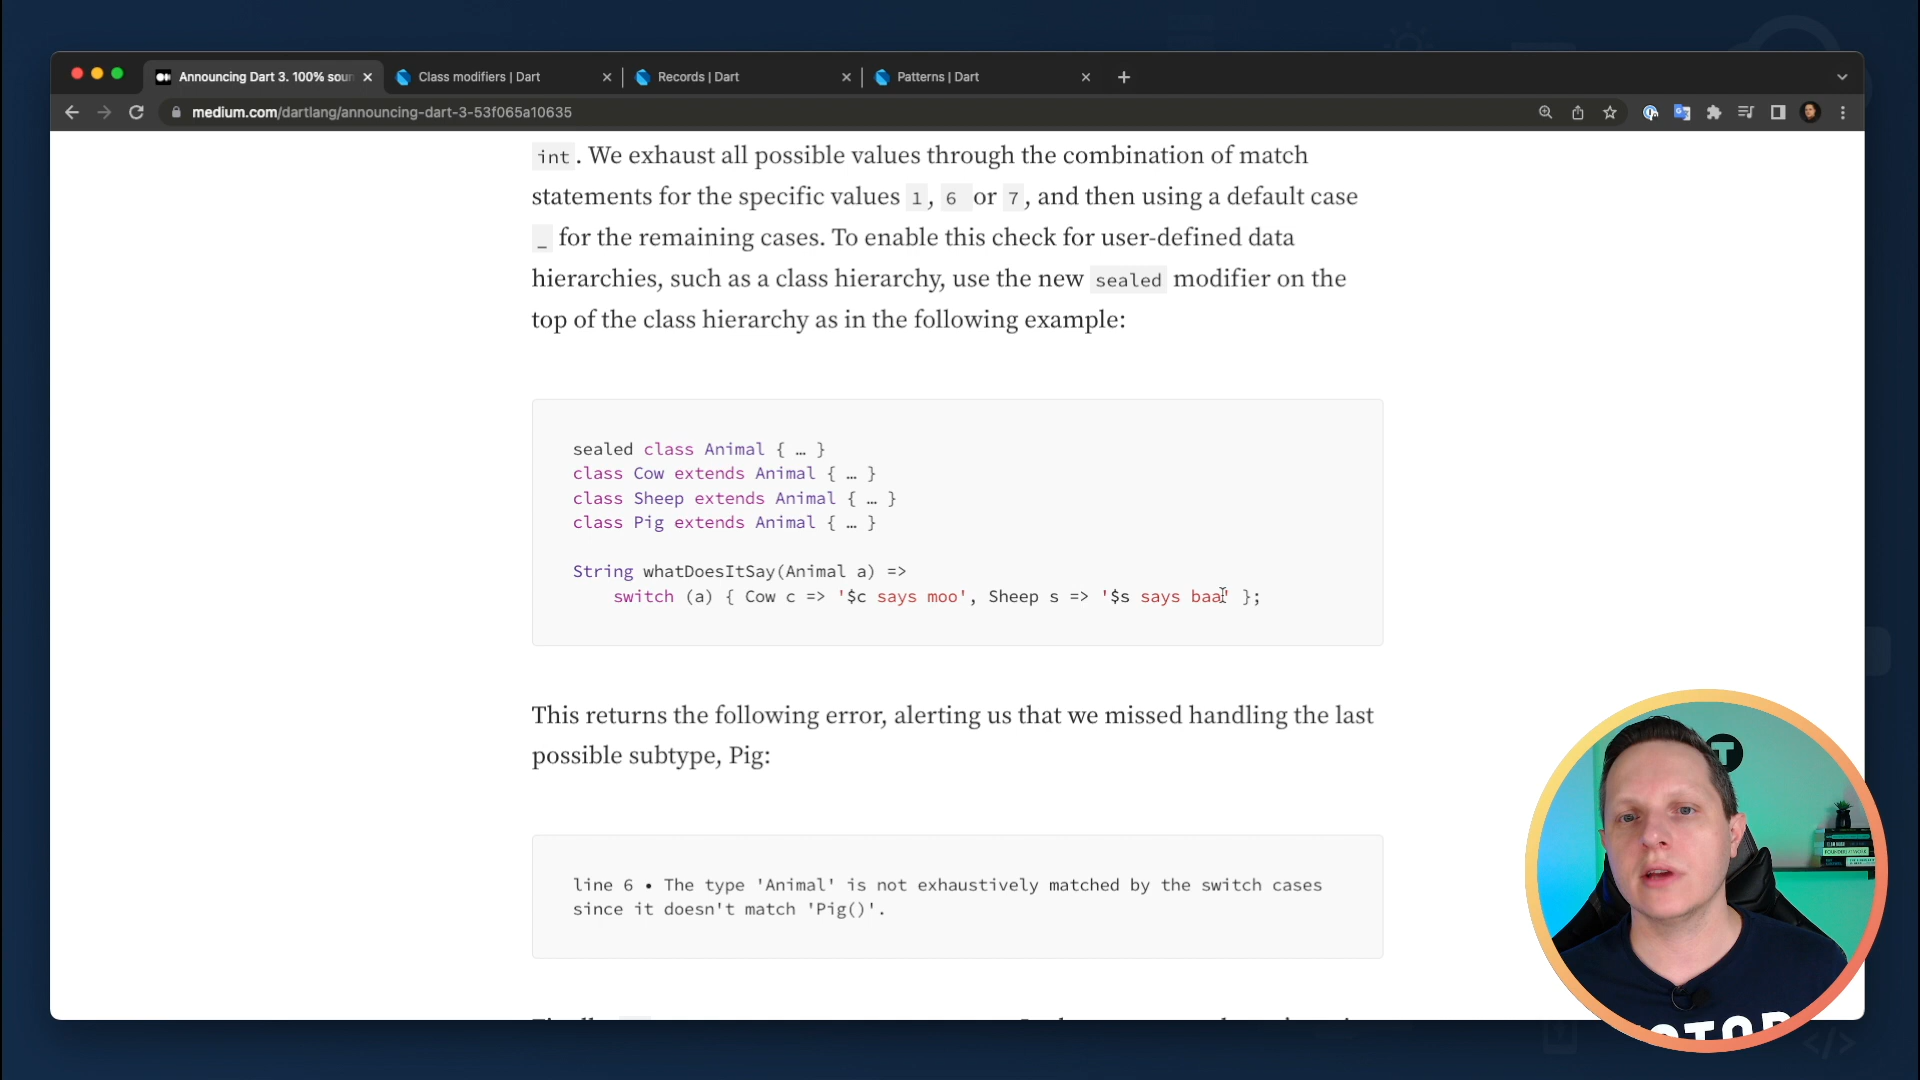 Announcing Dart 3. 100% soun
Class modifiers | Dart
Records | Dart
Patterns | Dart
medium.com/dartlang/announcing-dart-3-53f065a10635
int. We exhaust all possible values through the combination of match
statements for the specific values 1, 6 or 7, and then using a default case
_ for the remaining cases. To enable this check for user-defined data
hierarchies, such as a class hierarchy, use the new sealed modifier on the
top of the class hierarchy as in the following example:
sealed class Animal { … }
class Cow extends Animal { … }
class Sheep extends Animal { … }
class Pig extends Animal { … }
String whatDoesItSay(Animal a) =>
switch (a) { Cow c => '$c says moo', Sheep s => '$s says baa' };
This returns the following error, alerting us that we missed handling the last
possible subtype, Pig:
line 6 • The type 'Animal' is not exhaustively matched by the switch cases
since it doesn't match 'Pig()'.
T